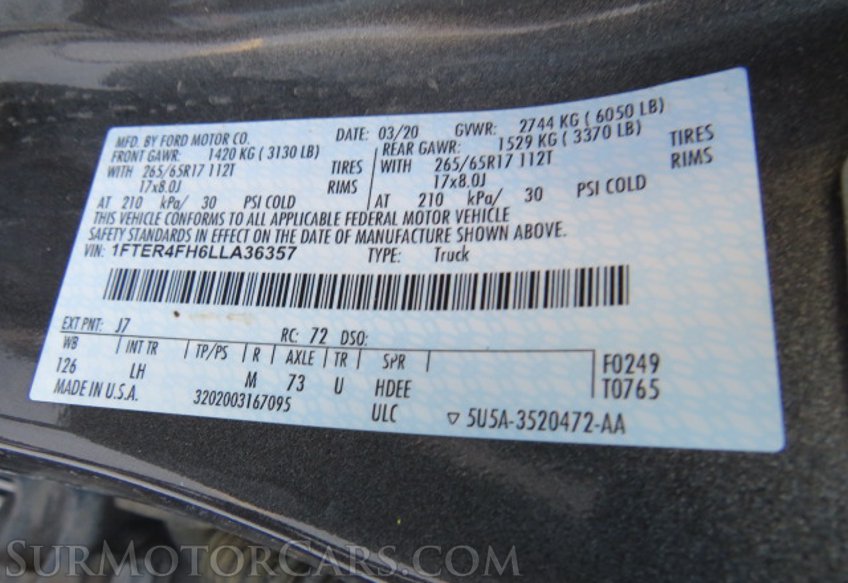 MFD. BY FORD MOTOR CO. DATE: 03/20 GVWR: 2744 KG ( 6050 LB)
FRONT GAWR: 1420 KG ( 3130 LB) REAR GAWR: 1529 KG ( 3370 LB)
WITH 265/65R17 112T TIRES WITH 265/65R17 112T TIRES
17x8.0J RIMS 17x8.0J RIMS
AT 210 kPa/ 30 PSI COLD AT 210 kPa/ 30 PSI COLD
THIS VEHICLE CONFORMS TO ALL APPLICABLE FEDERAL MOTOR VEHICLE
SAFETY STANDARDS IN EFFECT ON THE DATE OF MANUFACTURE SHOWN ABOVE.
VIN: 1FTER4FH6LLA36357 TYPE: Truck
EXT PNT: J7 RC: 72 DSO:
WB INT TR TP/PS R AXLE TR SPR F0249
126 LH M 73 U HDEE T0765
MADE IN U.S.A. 3202003167095 ULC ▽ 5U5A-3520472-AA
SurMotorCars.com